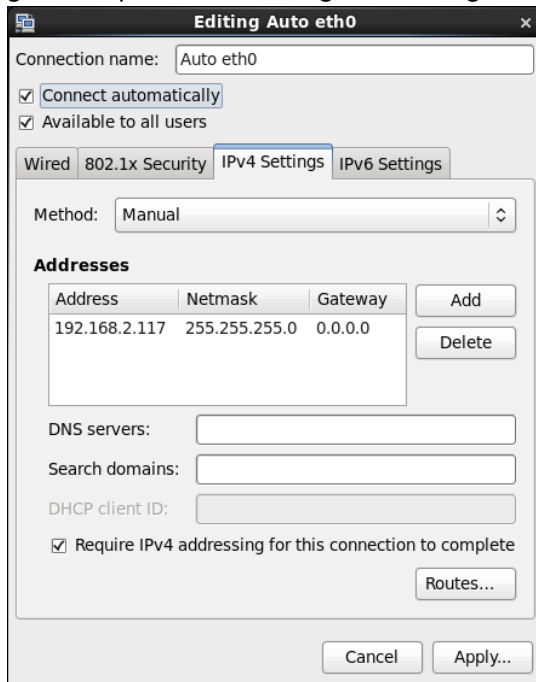 Editing Auto eth0
Connection name: Auto eth0
Connect automatically
Available to all users
Wired 802.1x Security IPv4 Settings IPv6 Settings
Method: Manual
Addresses
Address Netmask Gateway Add
192.168.2.117 255.255.255.0 0.0.0.0
Delete
DNS servers:
Search domains:
DHCP client ID:
Require IPv4 addressing for this connection to complete
Routes...
Cancel Apply...